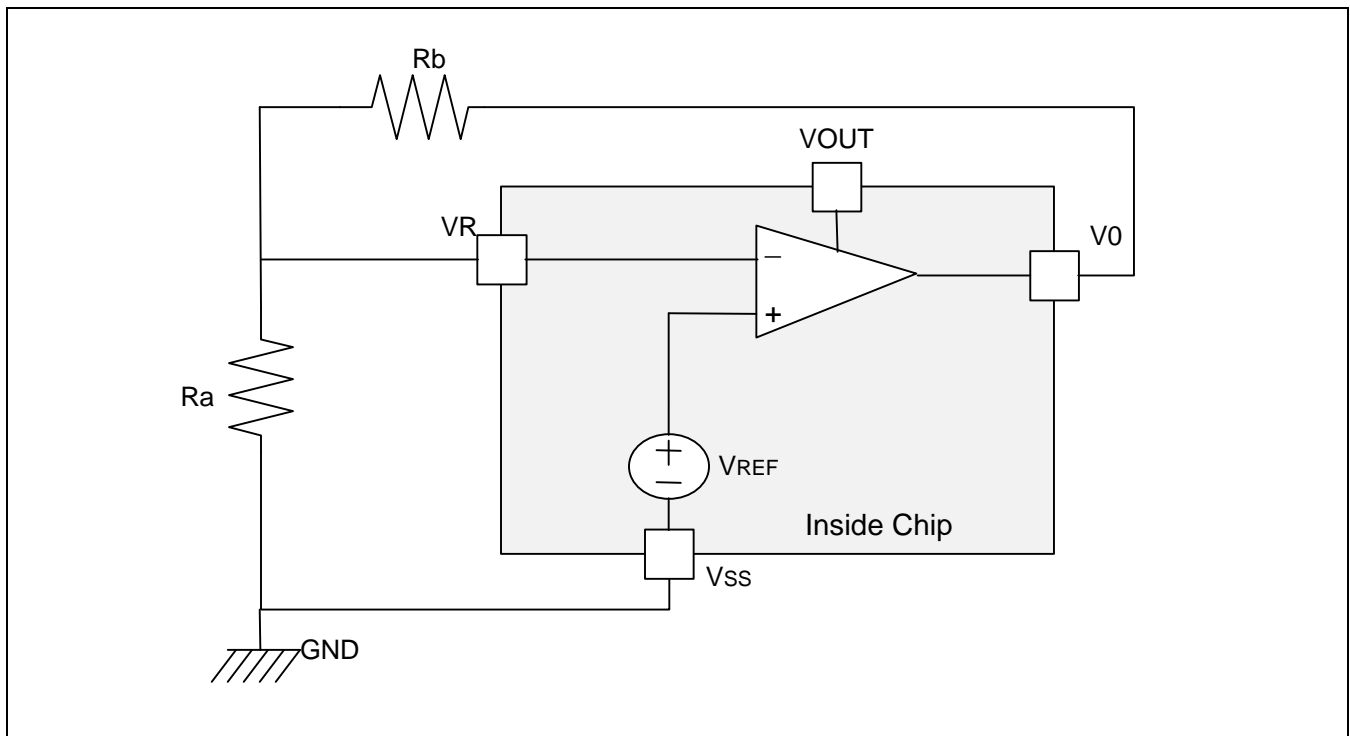 Rb
VOUT
VR
V0
−
+
Ra
+
−
VREF
Inside Chip
VSS
GND